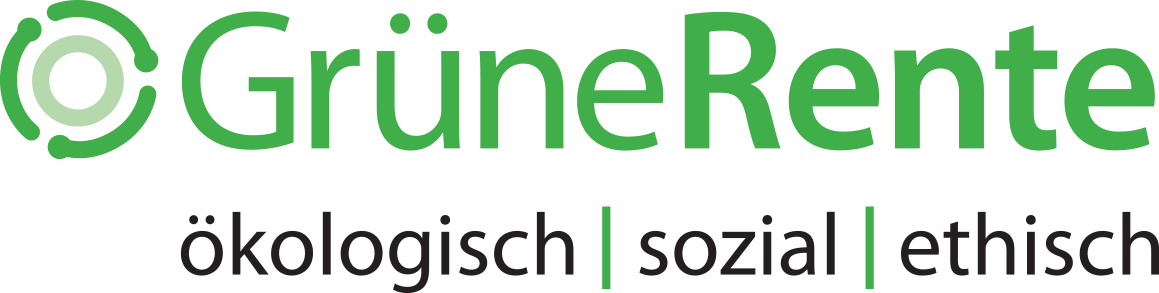 GrüneRente
ökologisch | sozial | ethisch